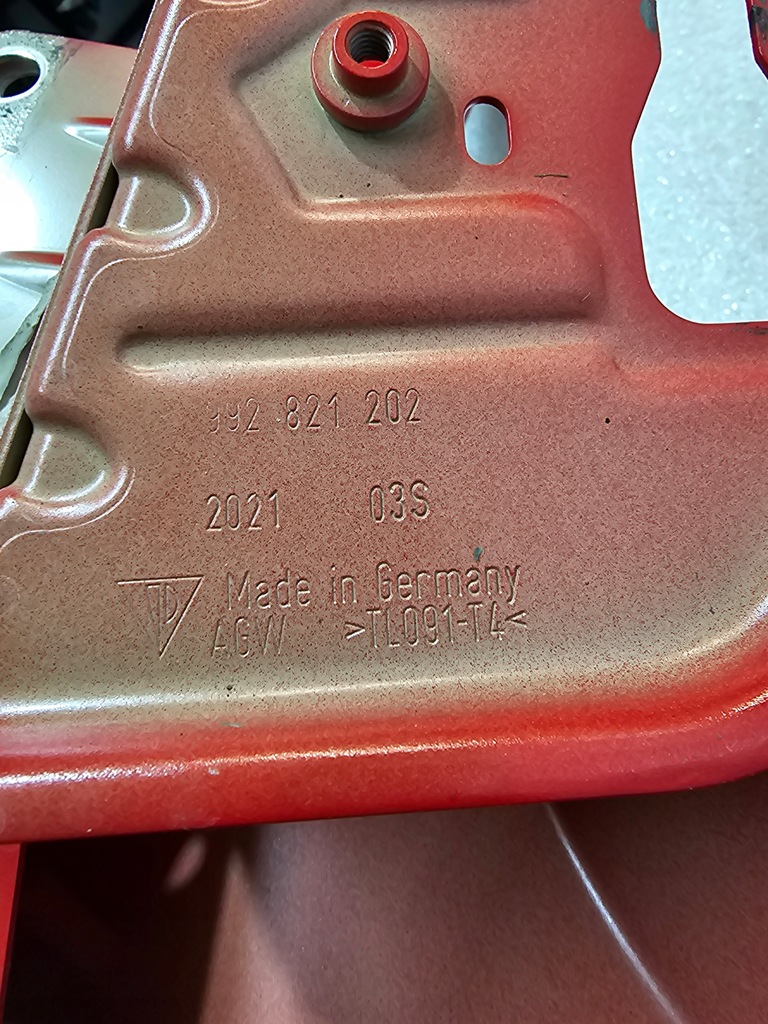 992 821 202
2021 03S
Made in Germany
AGW >TL091-T4<